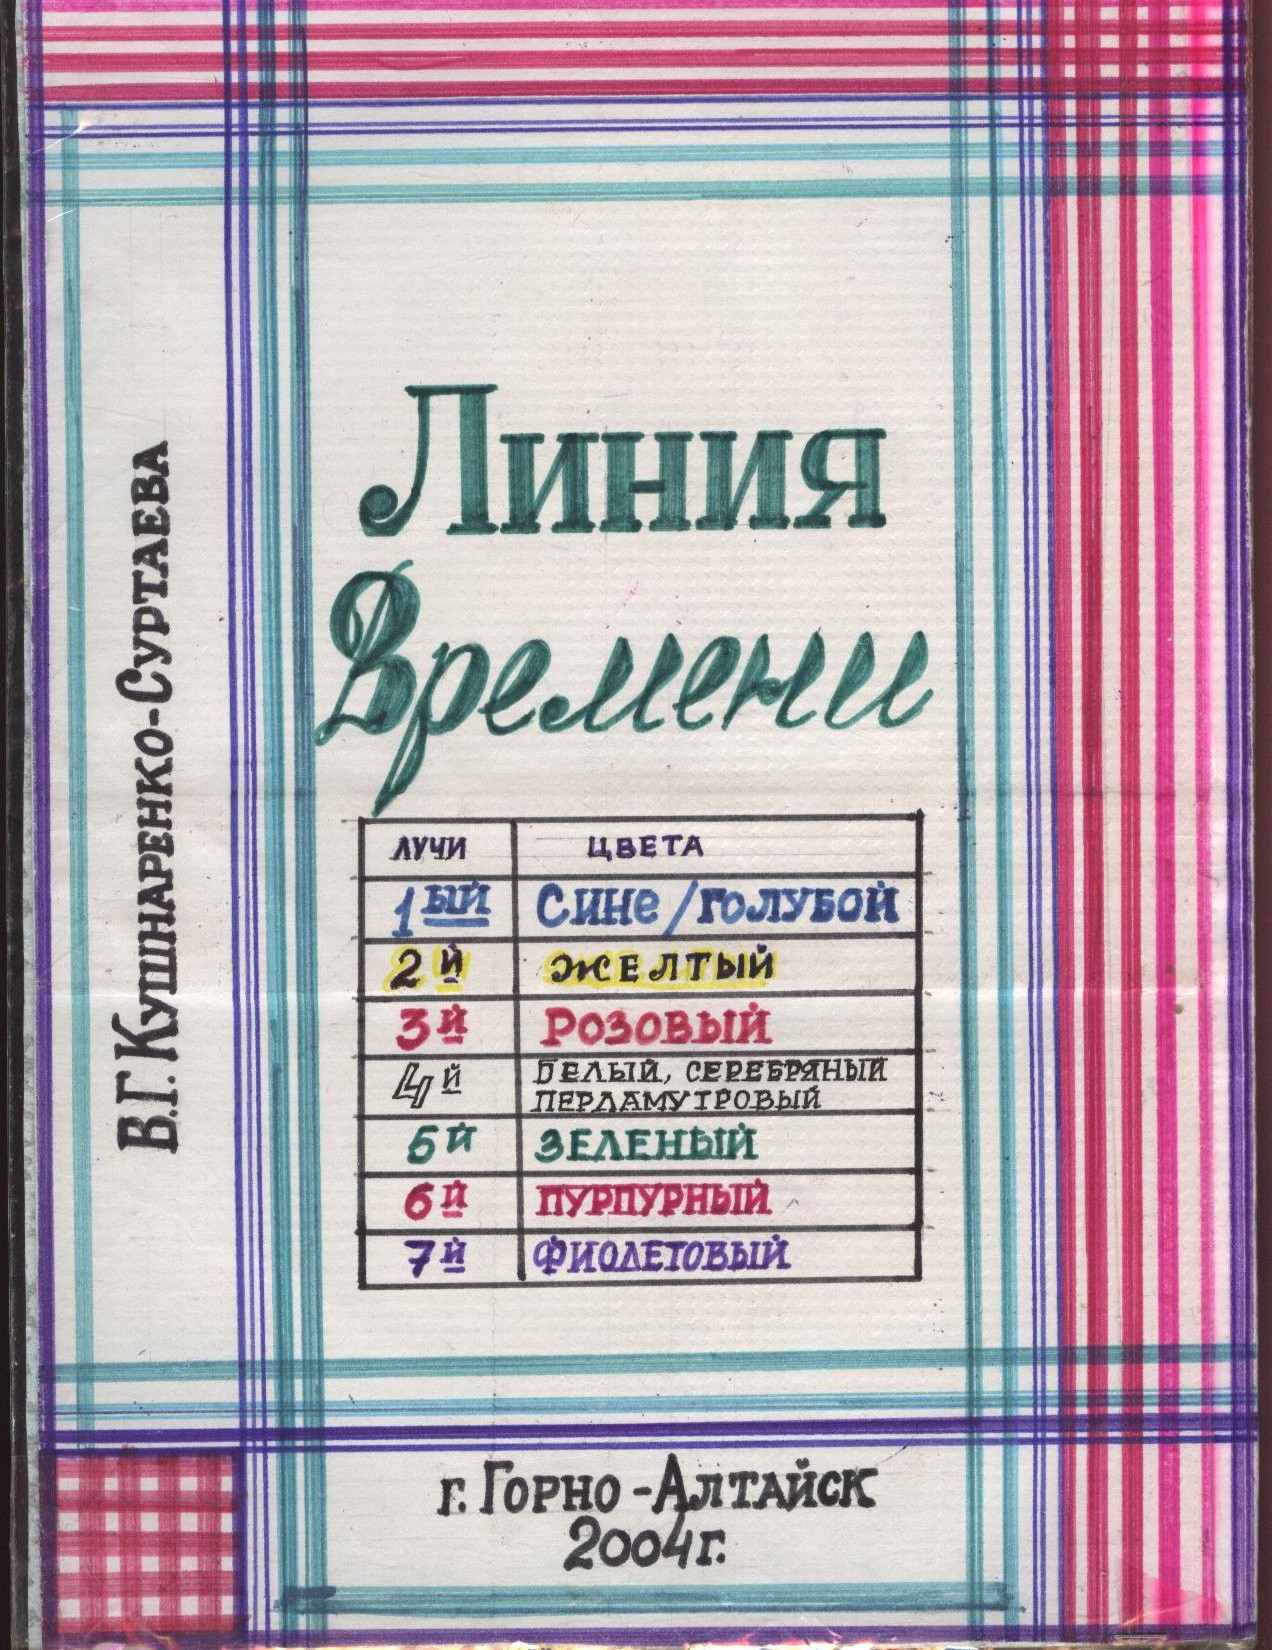 В.Г. Кушнаренко-Суртаева
Линия
Времени
ЛУЧИ ЦВЕТА
1ый Сине/голубой
2й ЖЕЛТЫЙ
3й РОЗОВЫЙ
4й БЕЛЫЙ, СЕРЕБРЯНЫЙ
ПЕРЛАМУТРОВЫЙ
5й ЗЕЛЕНЫЙ
6й ПУРПУРНЫЙ
7й ФИОЛЕТОВЫЙ
г. Горно-Алтайск
2004г.